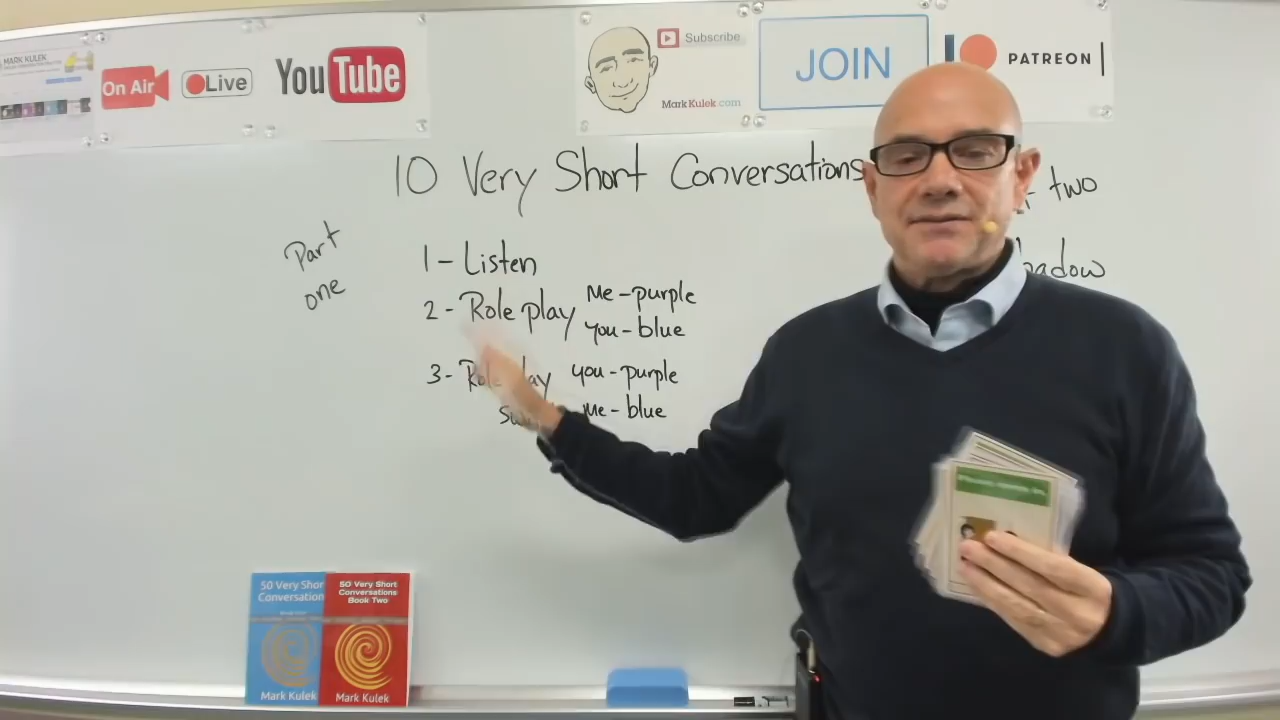 MARK KULEK
On Air
Live
YouTube
Subscribe
MarkKulek.com
JOIN
PATREON
10 Very Short Conversations
two
Part
one
1- Listen
2- Role play
Me - purple
You - blue
3-
you - purple
me - blue
50 Very Shor
Conversation
Mark Kulek
50 Very Short
Conversations
Book Two
Mark Kulek